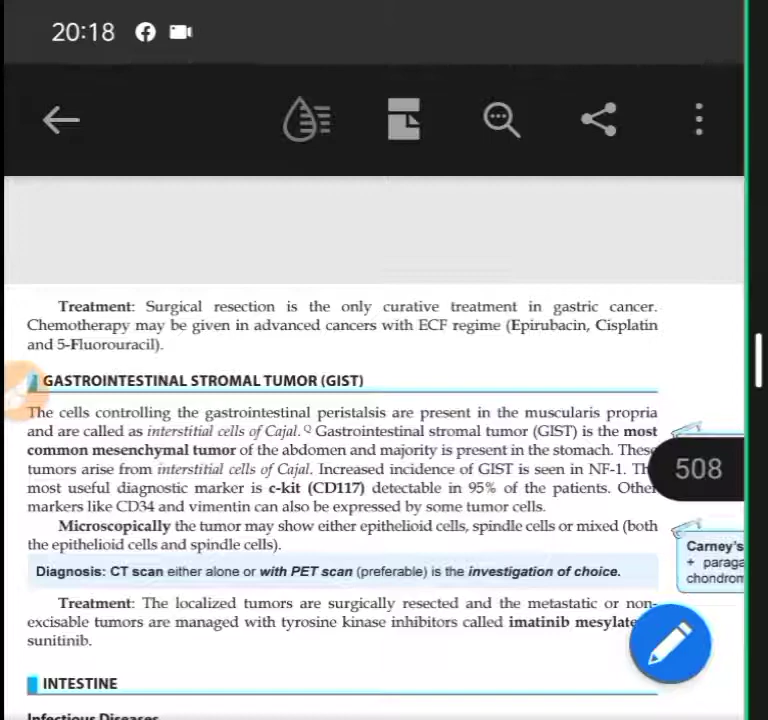 20:18
Treatment: Surgical resection is the only curative treatment in gastric cancer.
Chemotherapy may be given in advanced cancers with ECF regime (Epirubacin, Cisplatin
and 5-Fluorouracil).
GASTROINTESTINAL STROMAL TUMOR (GIST)
The cells controlling the gastrointestinal peristalsis are present in the muscularis propria
and are called as interstitial cells of Cajal.Q Gastrointestinal stromal tumor (GIST) is the most
common mesenchymal tumor of the abdomen and majority is present in the stomach. These
tumors arise from interstitial cells of Cajal. Increased incidence of GIST is seen in NF-1. Th
508
most useful diagnostic marker is c-kit (CD117) detectable in 95% of the patients. Other
markers like CD34 and vimentin can also be expressed by some tumor cells.
Microscopically the tumor may show either epithelioid cells, spindle cells or mixed (both
the epithelioid cells and spindle cells).
Carney's
+ paraga
chondrom
Diagnosis: CT scan either alone or with PET scan (preferable) is the investigation of choice.
Treatment: The localized tumors are surgically resected and the metastatic or non-
excisable tumors are managed with tyrosine kinase inhibitors called imatinib mesylate
sunitinib.
INTESTINE
Infectious Diseases